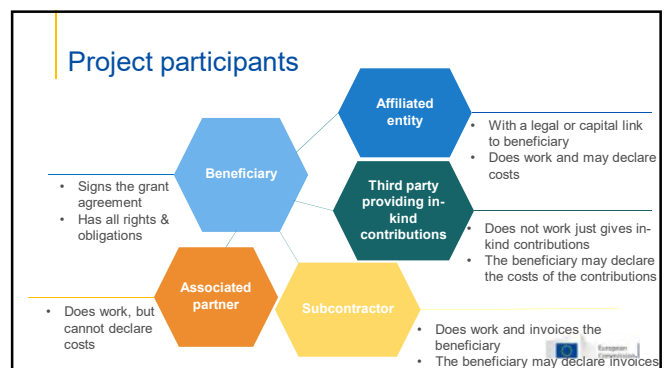 Project participants
Affiliated
entity
• With a legal or capital link
to beneficiary
• Does work and may declare
costs
Beneficiary
• Signs the grant
agreement
• Has all rights &
obligations
Third party
providing in-
kind
contributions
• Does not work just gives in-
kind contributions
• The beneficiary may declare
the costs of the contributions
Associated
partner
• Does work, but
cannot declare
costs
Subcontractor
• Does work and invoices the
beneficiary
• The beneficiary may declare invoices
European
Commission